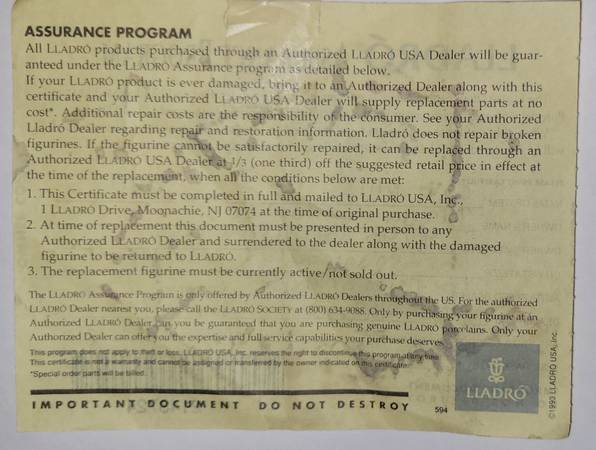 ASSURANCE PROGRAM
All LLADRÓ products purchased through an Authorized LLADRÓ USA Dealer will be guar-
anteed under the LLADRÓ Assurance program as detailed below.
If your LLADRÓ product is ever damaged, bring it to an Authorized Dealer along with this
certificate and your Authorized LLADRÓ USA Dealer will supply replacement parts at no
cost*. Additional repair costs are the responsibility of the consumer. See your Authorized
Lladró Dealer regarding repair and restoration information. Lladró does not repair broken
figurines. If the figurine cannot be satisfactorily repaired, it can be replaced through an
Authorized LLADRÓ USA Dealer at 1/3 (one third) off the suggested retail price in effect at
the time of the replacement, when all the conditions below are met:
1. This Certificate must be completed in full and mailed to LLADRÓ USA, Inc.,
1 LLADRÓ Drive, Moonachie, NJ 07074 at the time of original purchase.
2. At time of replacement this document must be presented in person to any
Authorized LLADRÓ Dealer and surrendered to the dealer along with the damaged
figurine to be returned to LLADRÓ.
3. The replacement figurine must be currently active/not sold out.
The LLADRÓ Assurance Program is only offered by Authorized LLADRÓ Dealers throughout the US. For the authorized
LLADRÓ Dealer nearest you, please call the LLADRÓ SOCIETY at (800) 634-9088. Only by purchasing your figurine at an
Authorized LLADRÓ Dealer can you be guaranteed that you are purchasing genuine LLADRÓ porcelains. Only your
Authorized Dealer can offer you the expertise and full service capabilities your purchase deserves.
This program does not apply to theft or loss. LLADRÓ USA, Inc. reserves the right to discontinue this program at any time.
This certificate is not a warranty and cannot be assigned or transferred by the owner indicated on this certificate.
*Special order parts will be billed.
IMPORTANT DOCUMENT DO NOT DESTROY
594
LLADRÓ
©1993 LLADRÓ USA, Inc.